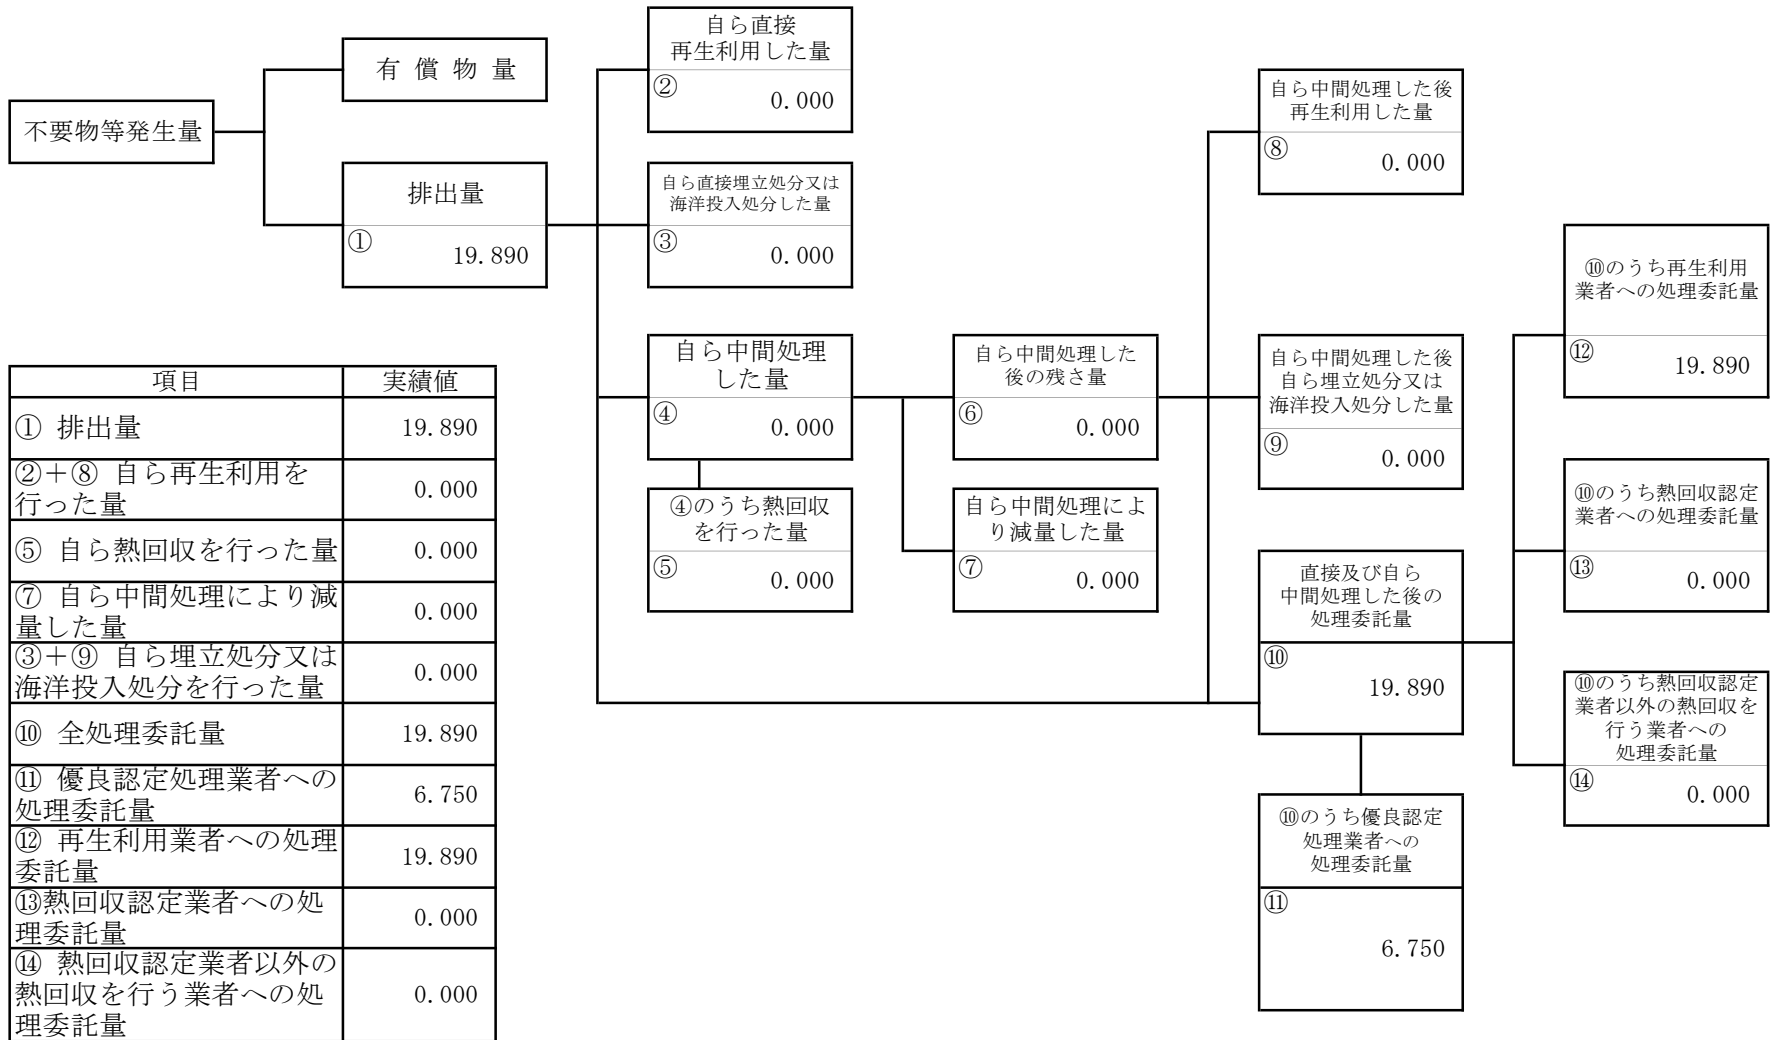 不要物等発生量
有 償 物 量
排出量
①
19.890
自ら直接
再生利用した量
②
0.000
自ら直接埋立処分又は
海洋投入処分した量
③
0.000
自ら中間処理
した量
④
0.000
④のうち熱回収
を行った量
⑤
0.000
自ら中間処理した
後の残さ量
⑥
0.000
自ら中間処理によ
り減量した量
⑦
0.000
自ら中間処理した後
再生利用した量
⑧
0.000
自ら中間処理した後
自ら埋立処分又は
海洋投入処分した量
⑨
0.000
直接及び自ら
中間処理した後の
処理委託量
⑩
19.890
⑩のうち優良認定
処理業者への
処理委託量
⑪
6.750
⑩のうち再生利用
業者への処理委託量
⑫
19.890
⑩のうち熱回収認定
業者への処理委託量
⑬
0.000
⑩のうち熱回収認定
業者以外の熱回収を
行う業者への
処理委託量
⑭
0.000
項目 実績値
① 排出量 19.890
②＋⑧ 自ら再生利用を
行った量 0.000
⑤ 自ら熱回収を行った量 0.000
⑦ 自ら中間処理により減
量した量 0.000
③＋⑨ 自ら埋立処分又は
海洋投入処分を行った量 0.000
⑩ 全処理委託量 19.890
⑪ 優良認定処理業者への
処理委託量 6.750
⑫ 再生利用業者への処理
委託量 19.890
⑬熱回収認定業者への処
理委託量 0.000
⑭ 熱回収認定業者以外の
熱回収を行う業者への処
理委託量 0.000